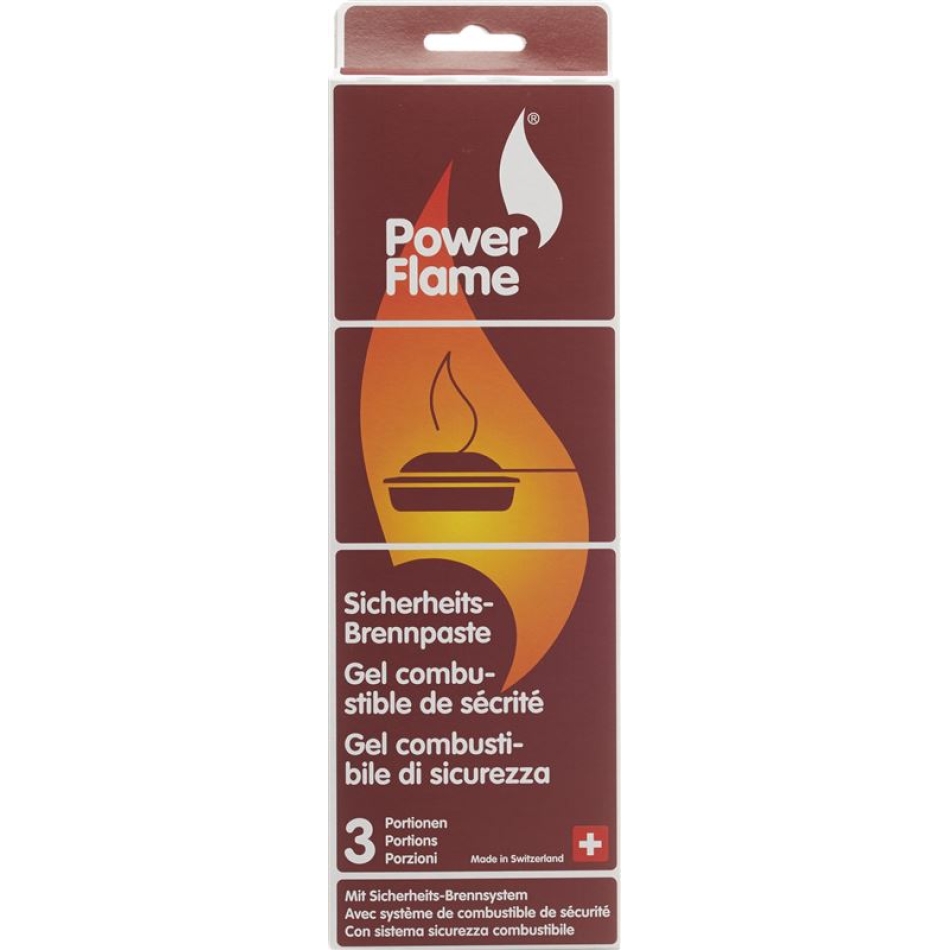 ®
Power
Flame
Sicherheits-
Brennpaste
Gel combu-
stible de sécrité
Gel combusti-
bile di sicurezza
3
Portionen
Portions
Porzioni
Made in Switzerland
Mit Sicherheits-Brennsystem
Avec système de combustible de sécurité
Con sistema sicurezza combustibile